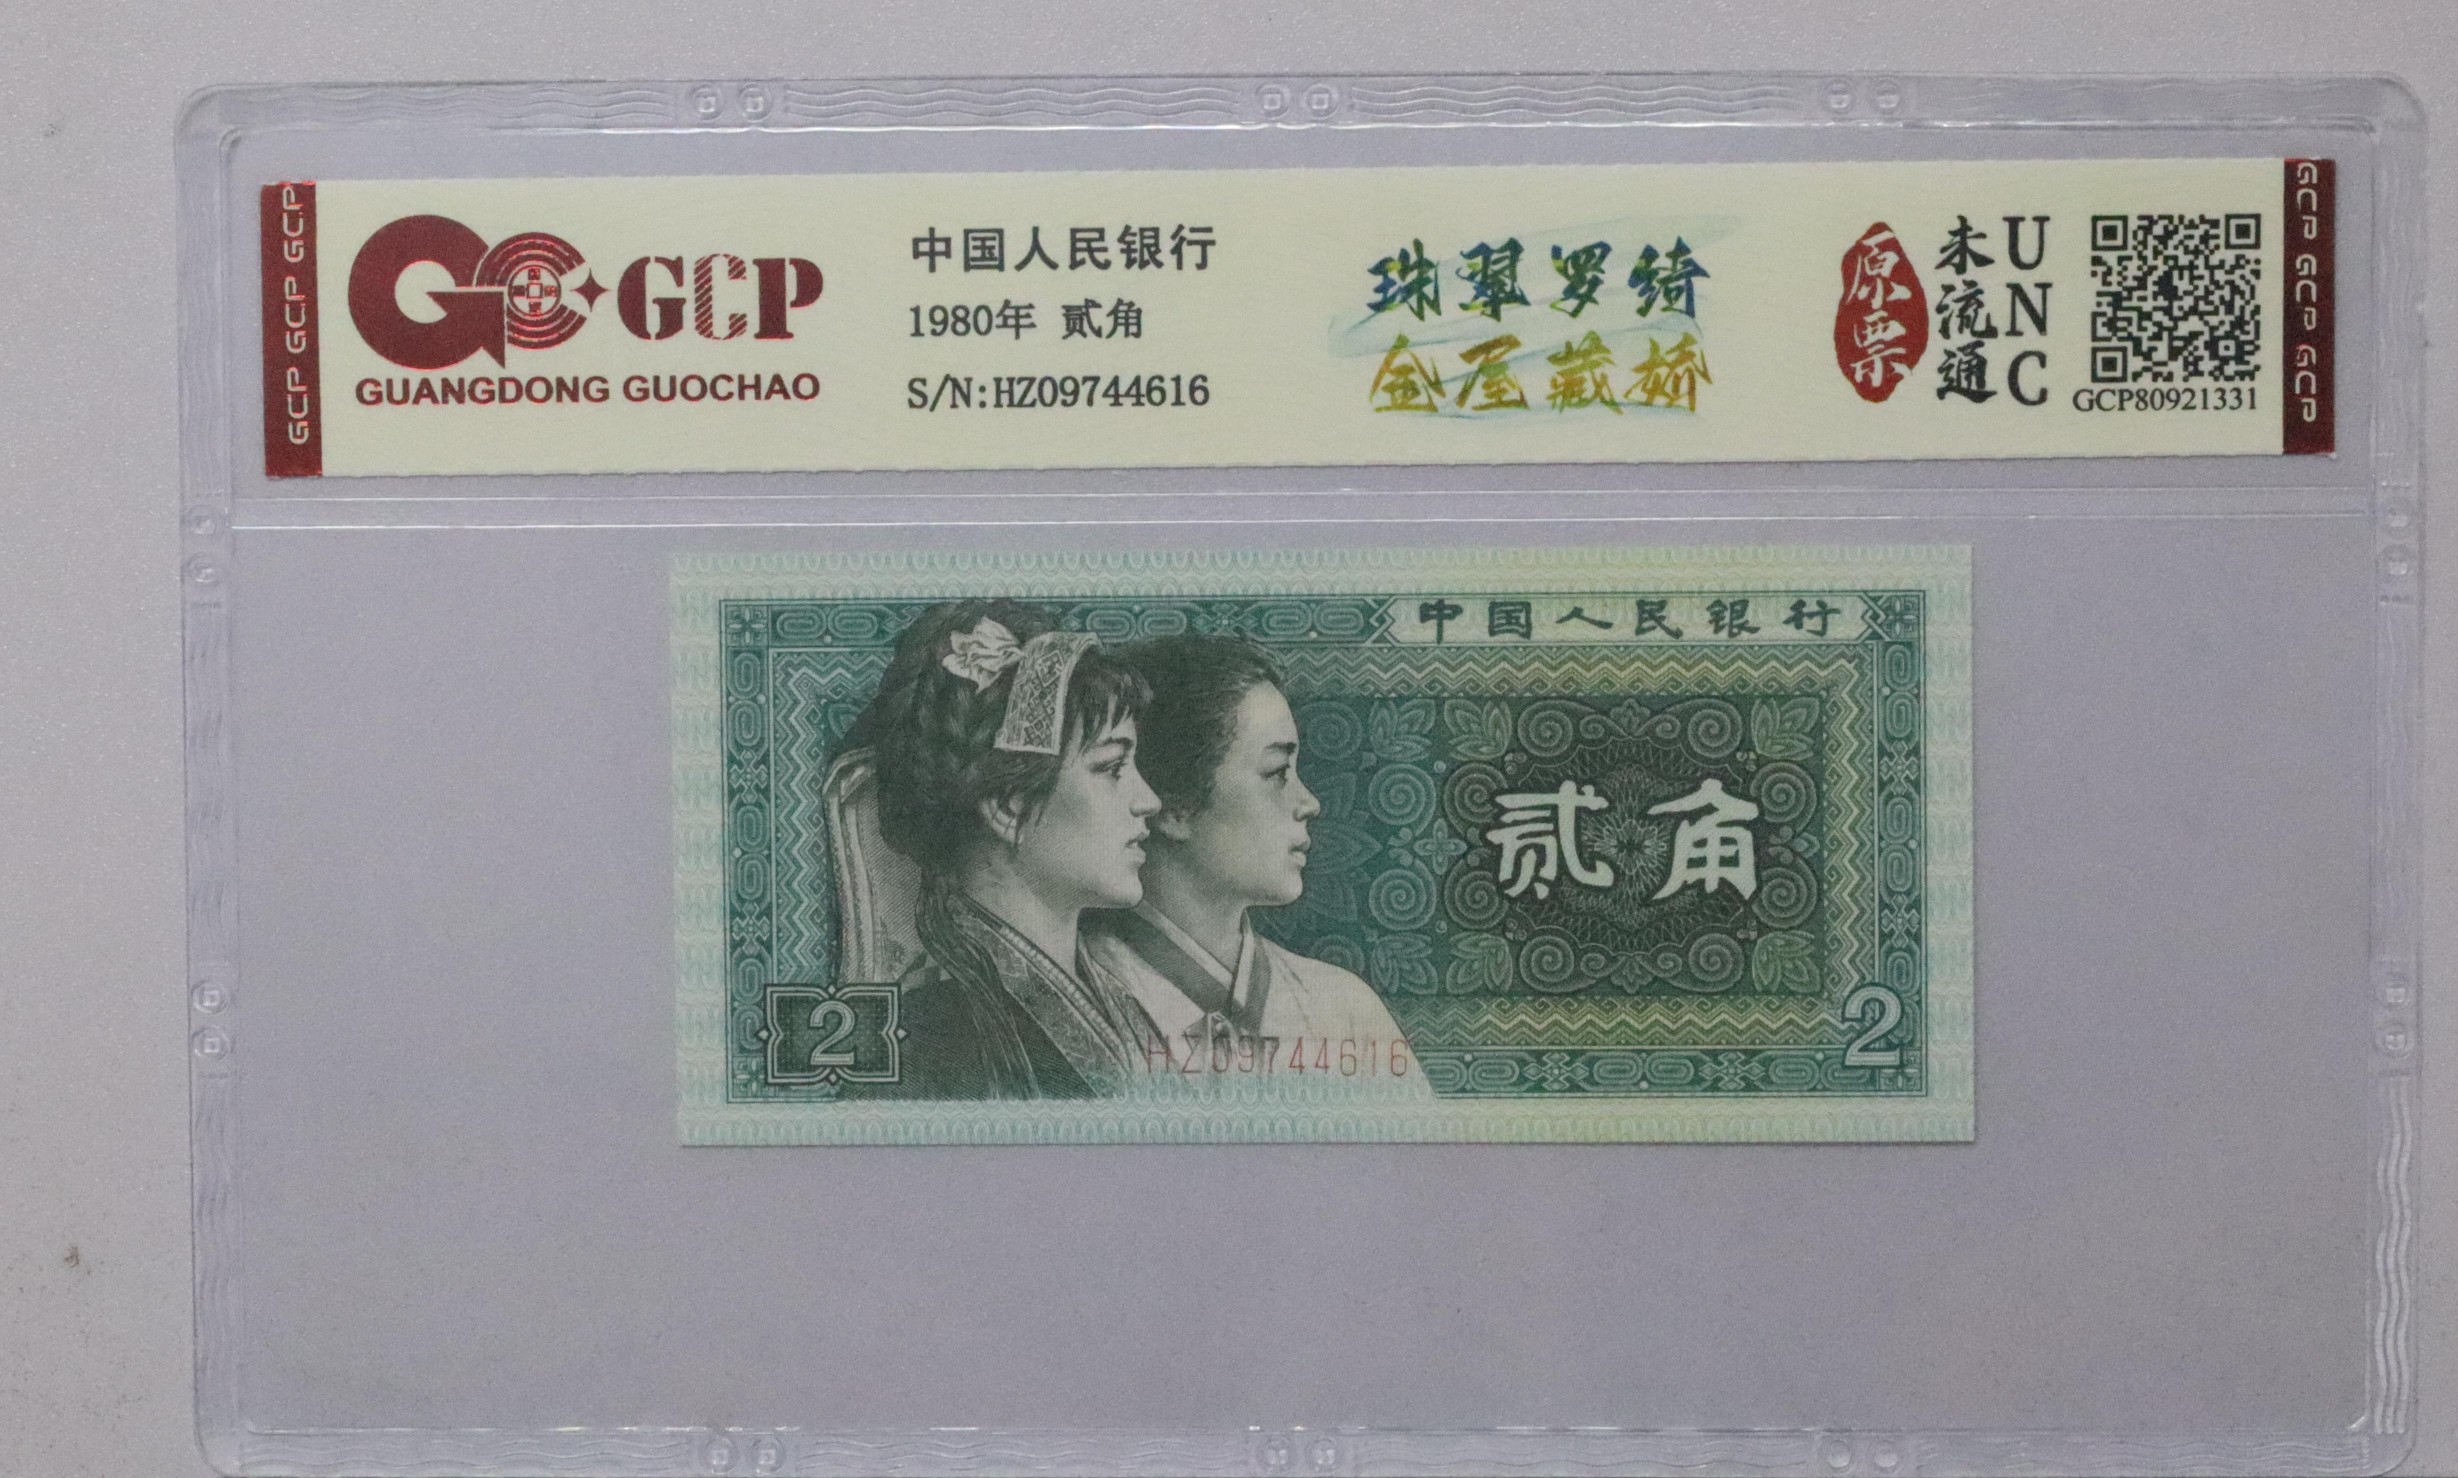 GCP GCP GCP
GCP
GUANGDONG GUOCHAO
中国人民银行
1980年 贰角
S/N:HZ09744616
珠翠罗绮
金屋藏娇
原票
未流通
UNC
GCP80921331
GCP GCP GCP
中国人民银行
贰角
2
HZ09744616
2